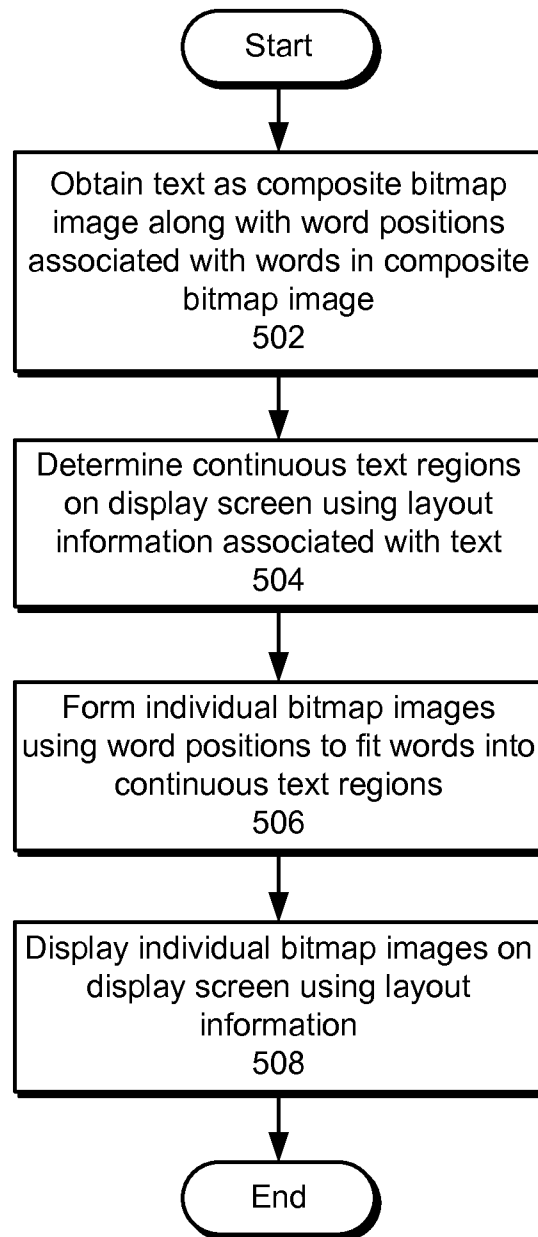 Start
Obtain text as composite bitmap
image along with word positions
associated with words in composite
bitmap image
502
Determine continuous text regions
on display screen using layout
information associated with text
504
Form individual bitmap images
using word positions to fit words into
continuous text regions
506
Display individual bitmap images on
display screen using layout
information
508
End